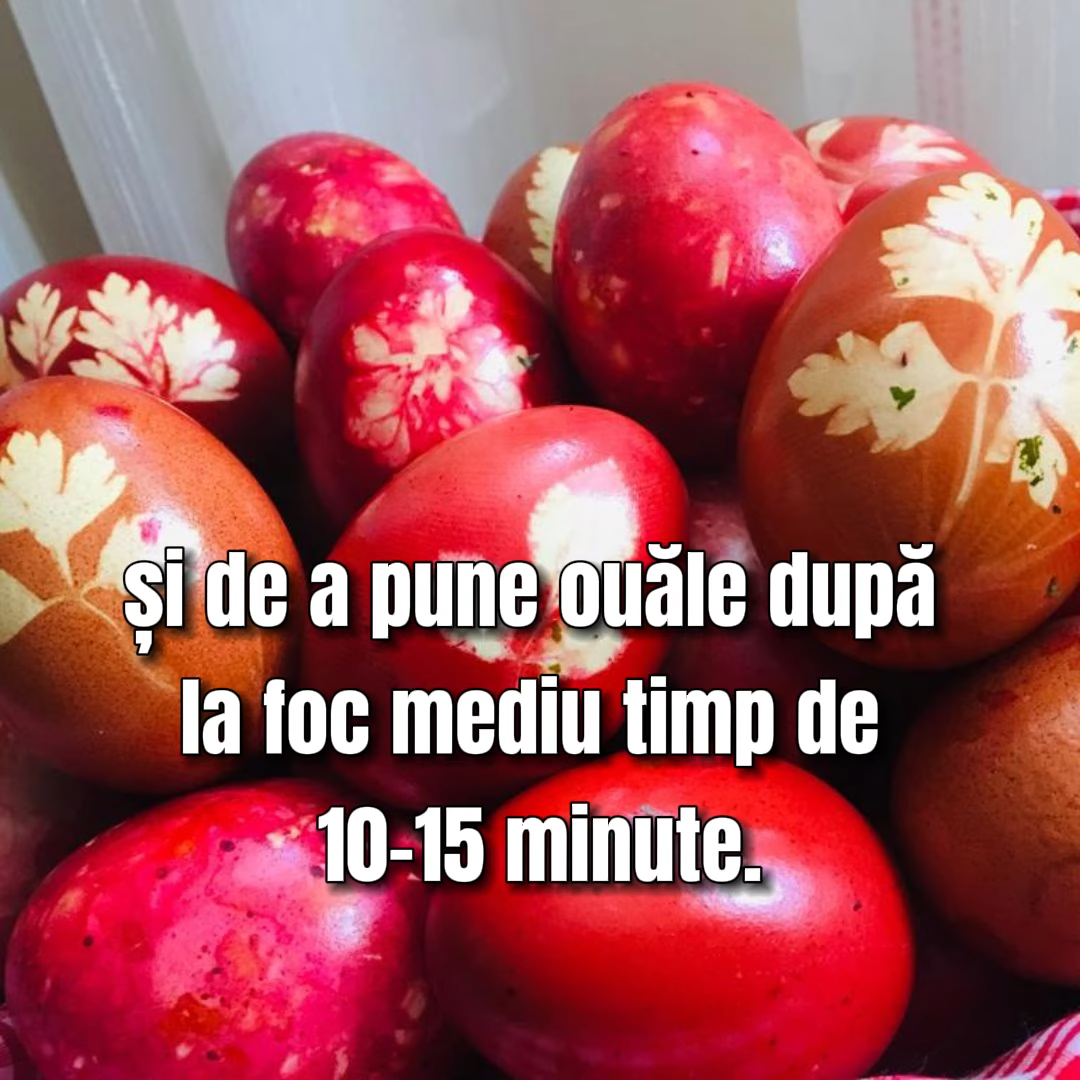 și de a pune ouăle după
la foc mediu timp de
10-15 minute.